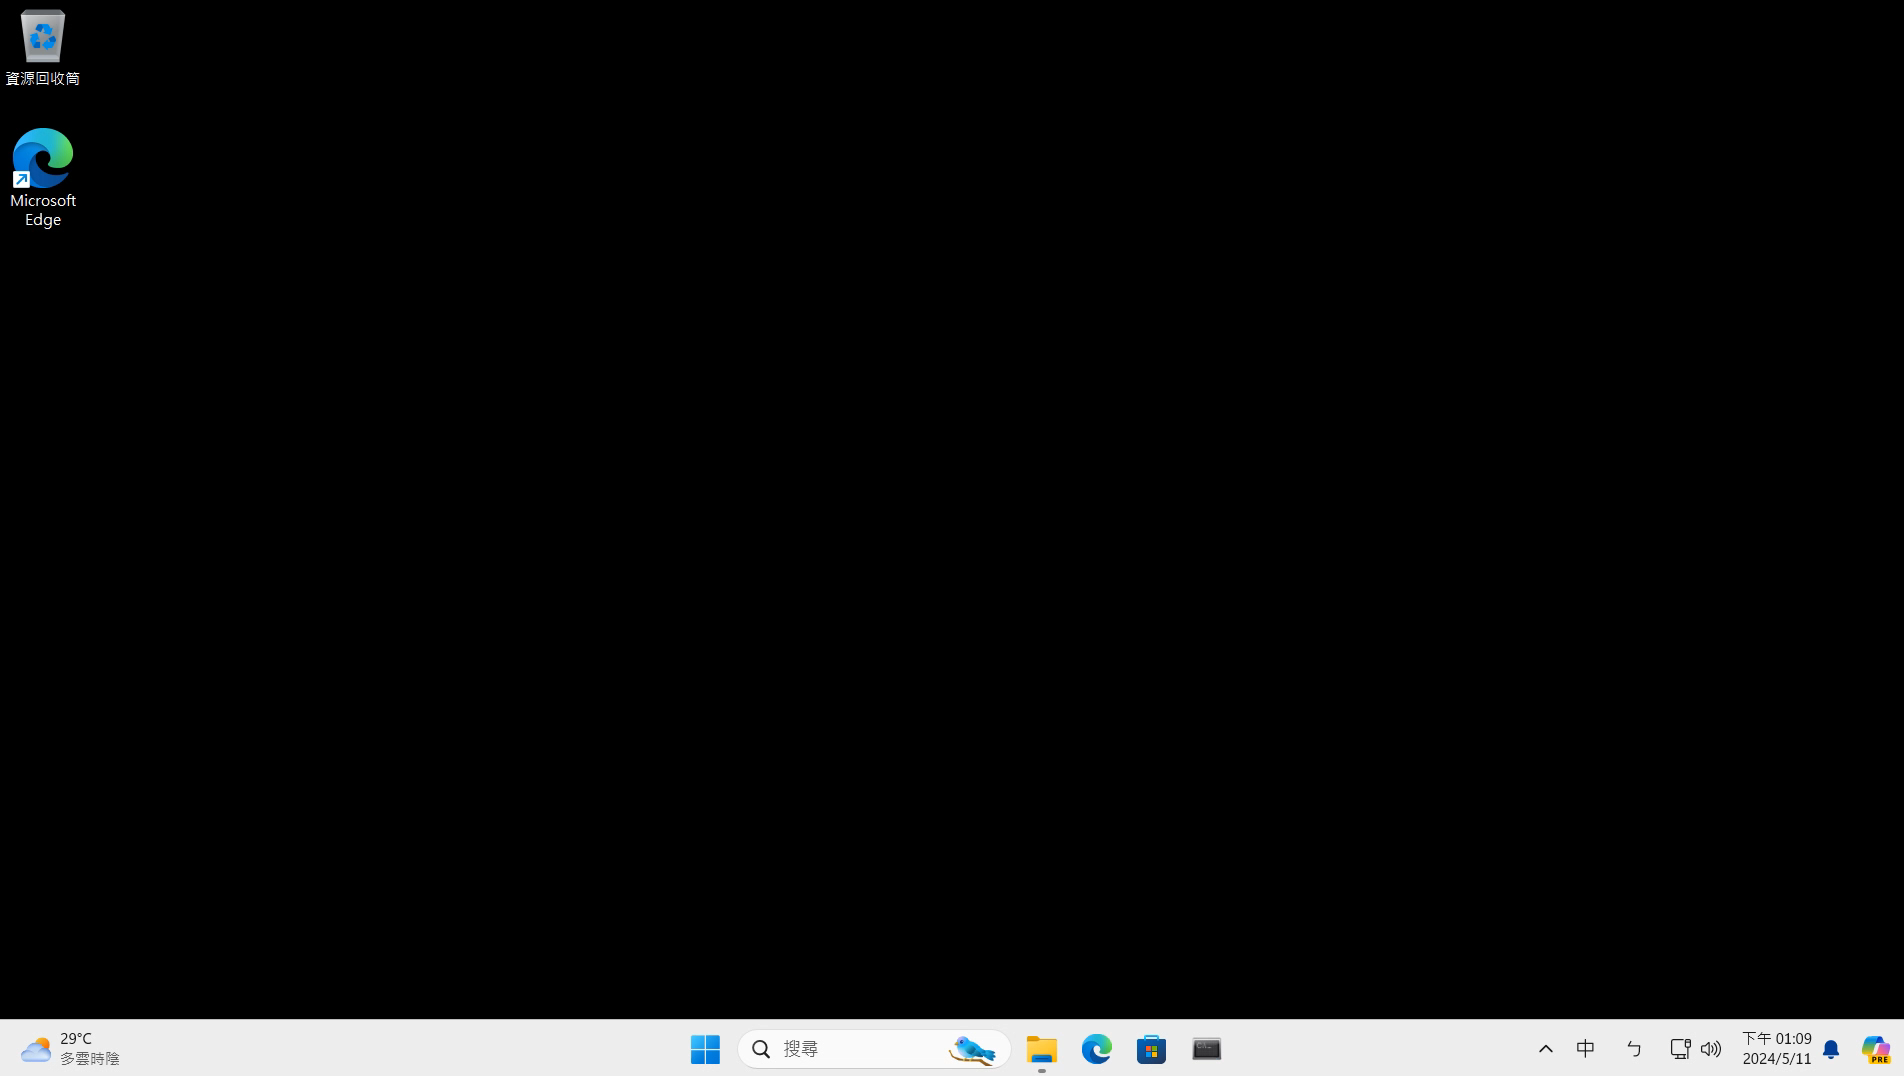 資源回收筒
Microsoft
Edge
29°C
多雲時陰
搜尋
中
ㄅ
下午 01:09
2024/5/11
PRE